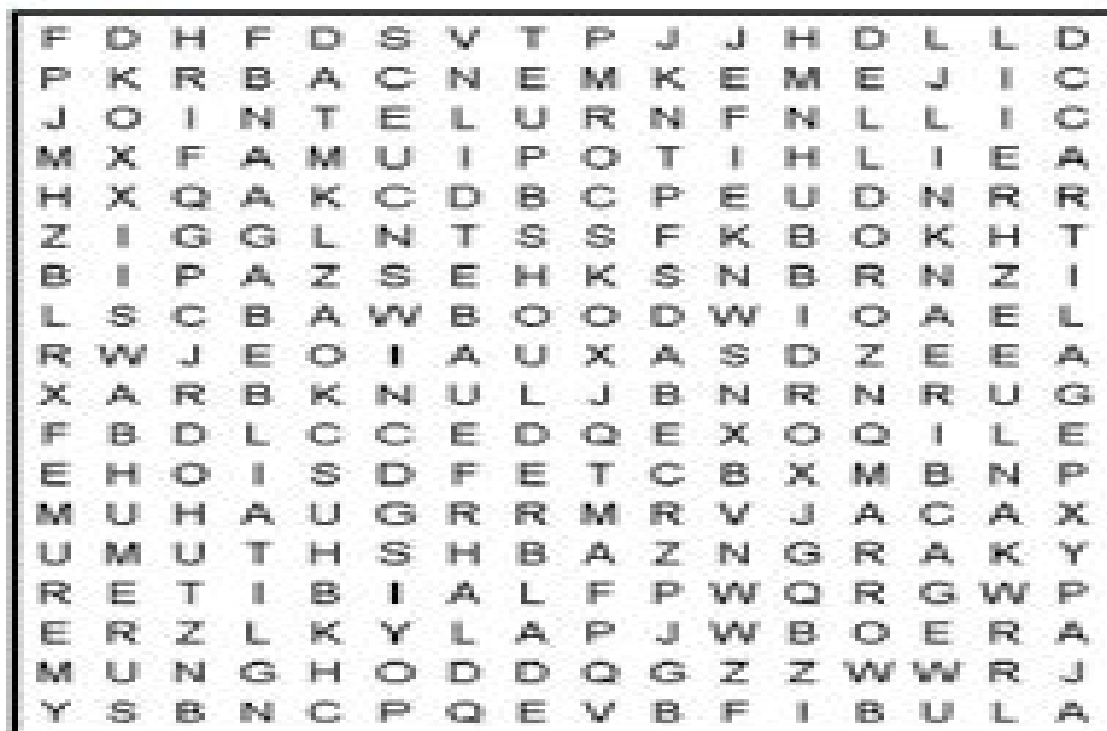 F D H F D S V T P J J H D L L D
P K R B A C N E M K E M E J I C
J O I N T E L U R N F N L L I C
M X F A M U I P O T I H L I E A
H X Q A K C D B C P E U D N R R
Z I G G L N T S S F K B O K H T
B I P A Z S E H K S N B R N Z I
L S C B A W B O O D W I O A E L
R W J E O I A U X A S D Z E E A
X A R B K N U L J B N R N R U G
F B D L C C E D Q E X O Q I L E
E H O I S D F E T C B X M B N P
M U H A U G R R M R V J A C A X
U M U T H S H B A Z N G R A K Y
R E T I B I A L F P W Q R G W P
E R Z L K Y L A P J W B O E R A
M U N G H O D D Q G Z Z W W R J
Y S B N C P Q E V B F I B U L A